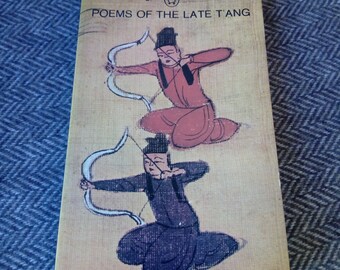 POEMS OF THE LATE T'ANG